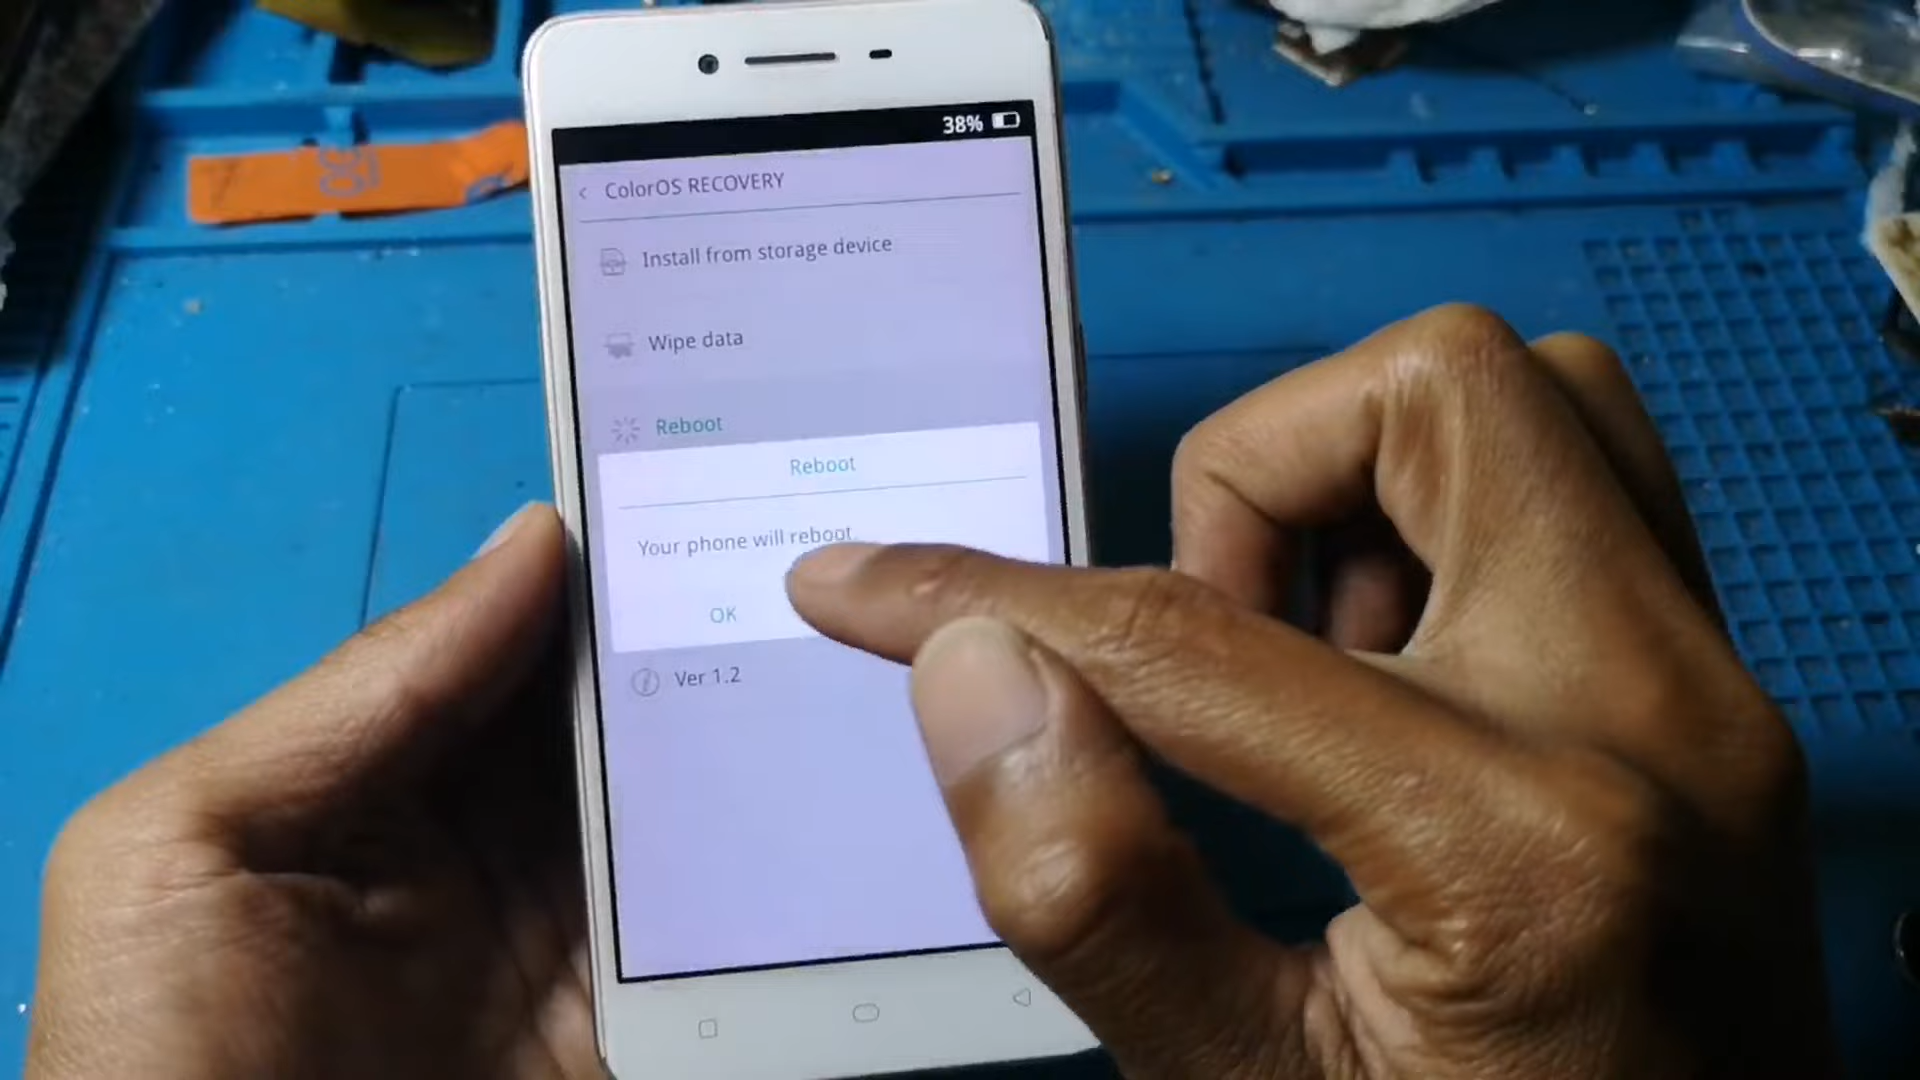 38%
ColorOS RECOVERY
Install from storage device
Wipe data
Reboot
Reboot
Your phone will reboot.
OK
Ver 1.2